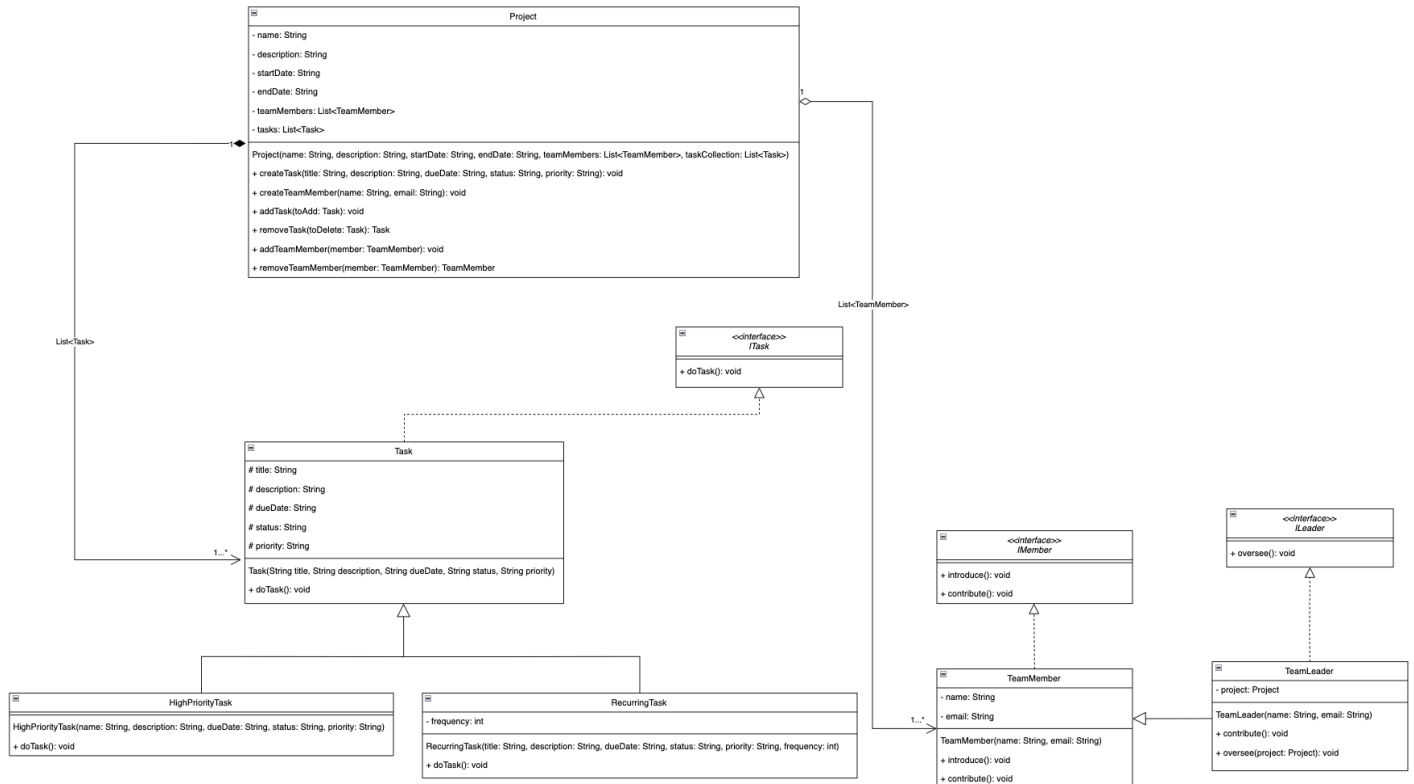 Project
- name: String
- description: String
- startDate: String
- endDate: String
- teamMembers: List<TeamMember>
- tasks: List<Task>
Project(name: String, description: String, startDate: String, endDate: String, teamMembers: List<TeamMember>, taskCollection: List<Task>)
+ createTask(title: String, description: String, dueDate: String, status: String, priority: String): void
+ createTeamMember(name: String, email: String): void
+ addTask(toAdd: Task): void
+ removeTask(toDelete: Task): Task
+ addTeamMember(member: TeamMember): void
+ removeTeamMember(member: TeamMember): TeamMember
1
1
List<TeamMember>
List<Task>
<<interface>>
ITask
+ doTask(): void
Task
# title: String
# description: String
# dueDate: String
# status: String
# priority: String
Task(String title, String description, String dueDate, String status, String priority)
+ doTask(): void
1...*
<<interface>>
IMember
+ introduce(): void
+ contribute(): void
<<interface>>
ILeader
+ oversee(): void
HighPriorityTask
HighPriorityTask(name: String, description: String, dueDate: String, status: String, priority: String)
+ doTask(): void
RecurringTask
- frequency: int
RecurringTask(title: String, description: String, dueDate: String, status: String, priority: String, frequency: int)
+ doTask(): void
1...*
TeamMember
- name: String
- email: String
TeamMember(name: String, email: String)
+ introduce(): void
+ contribute(): void
TeamLeader
- project: Project
TeamLeader(name: String, email: String)
+ contribute(): void
+ oversee(project: Project): void